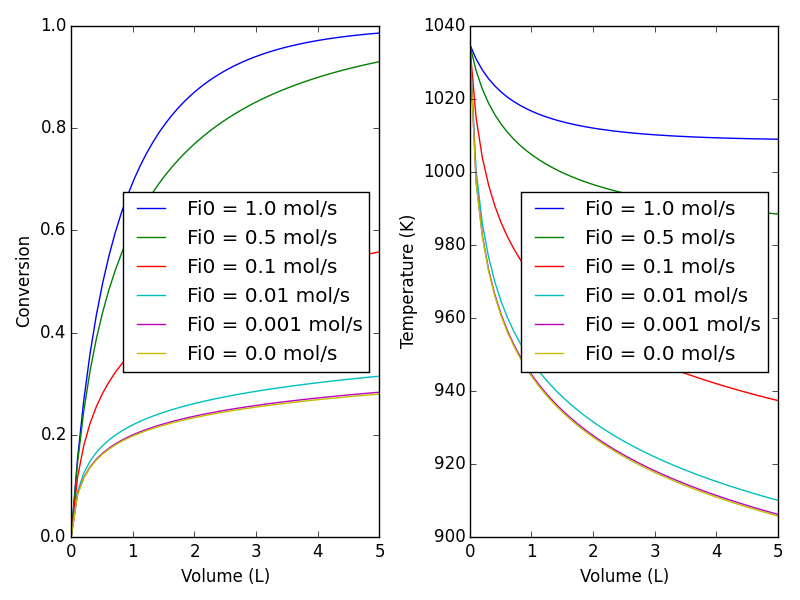 1.0
0.8
0.6
0.4
0.2
0.0
Conversion
0
1
2
3
4
5
Volume (L)
Fi0 = 1.0 mol/s
Fi0 = 0.5 mol/s
Fi0 = 0.1 mol/s
Fi0 = 0.01 mol/s
Fi0 = 0.001 mol/s
Fi0 = 0.0 mol/s
1040
1020
1000
980
960
940
920
900
Temperature (K)
0
1
2
3
4
5
Volume (L)
Fi0 = 1.0 mol/s
Fi0 = 0.5 mol/s
Fi0 = 0.1 mol/s
Fi0 = 0.01 mol/s
Fi0 = 0.001 mol/s
Fi0 = 0.0 mol/s